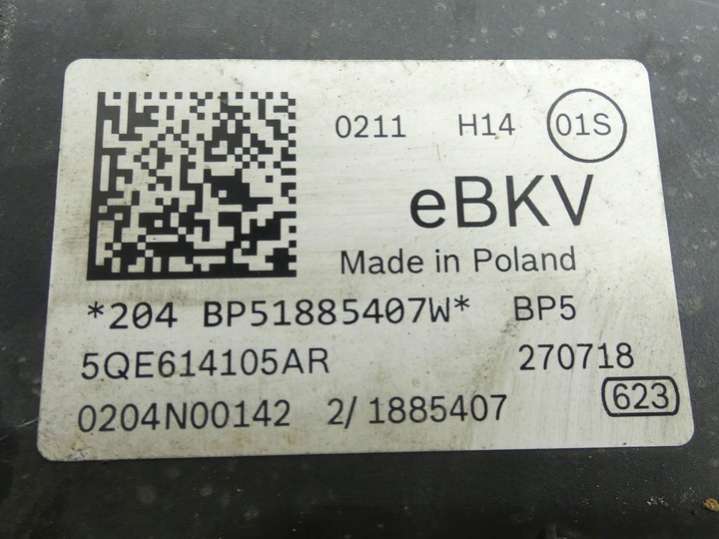 0211 H14 01S
eBKV
Made in Poland
*204 BP51885407W* BP5
5QE614105AR 270718
0204N00142 2/ 1885407 623